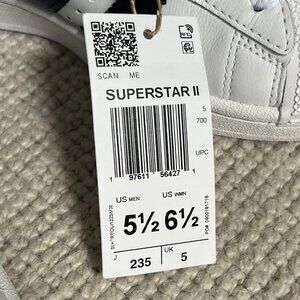 SCAN ME
SUPERSTAR II
5
700
UPC
1 97611 56427 1
US MEN US WMN
5½ 6½
J UK
235 5